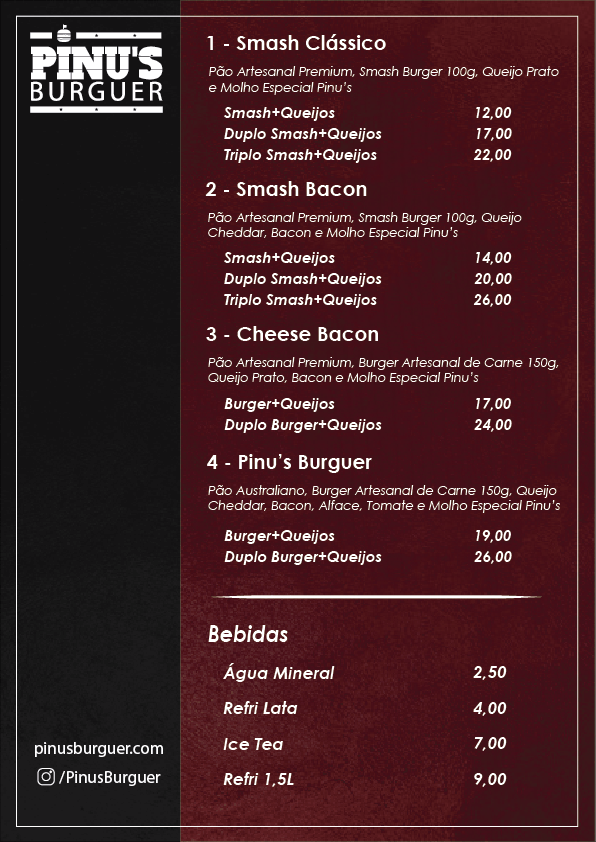 PINU'S
BURGUER
1 - Smash Clássico
Pão Artesanal Premium, Smash Burger 100g, Queijo Prato
e Molho Especial Pinu's
Smash+Queijos 12,00
Duplo Smash+Queijos 17,00
Triplo Smash+Queijos 22,00
2 - Smash Bacon
Pão Artesanal Premium, Smash Burger 100g, Queijo
Cheddar, Bacon e Molho Especial Pinu's
Smash+Queijos 14,00
Duplo Smash+Queijos 20,00
Triplo Smash+Queijos 26,00
3 - Cheese Bacon
Pão Artesanal Premium, Burger Artesanal de Carne 150g,
Queijo Prato, Bacon e Molho Especial Pinu's
Burger+Queijos 17,00
Duplo Burger+Queijos 24,00
4 - Pinu's Burguer
Pão Australiano, Burger Artesanal de Carne 150g, Queijo
Cheddar, Bacon, Alface, Tomate e Molho Especial Pinu's
Burger+Queijos 19,00
Duplo Burger+Queijos 26,00
Bebidas
Água Mineral 2,50
Refri Lata 4,00
Ice Tea 7,00
Refri 1,5L 9,00
pinusburguer.com
/PinusBurguer